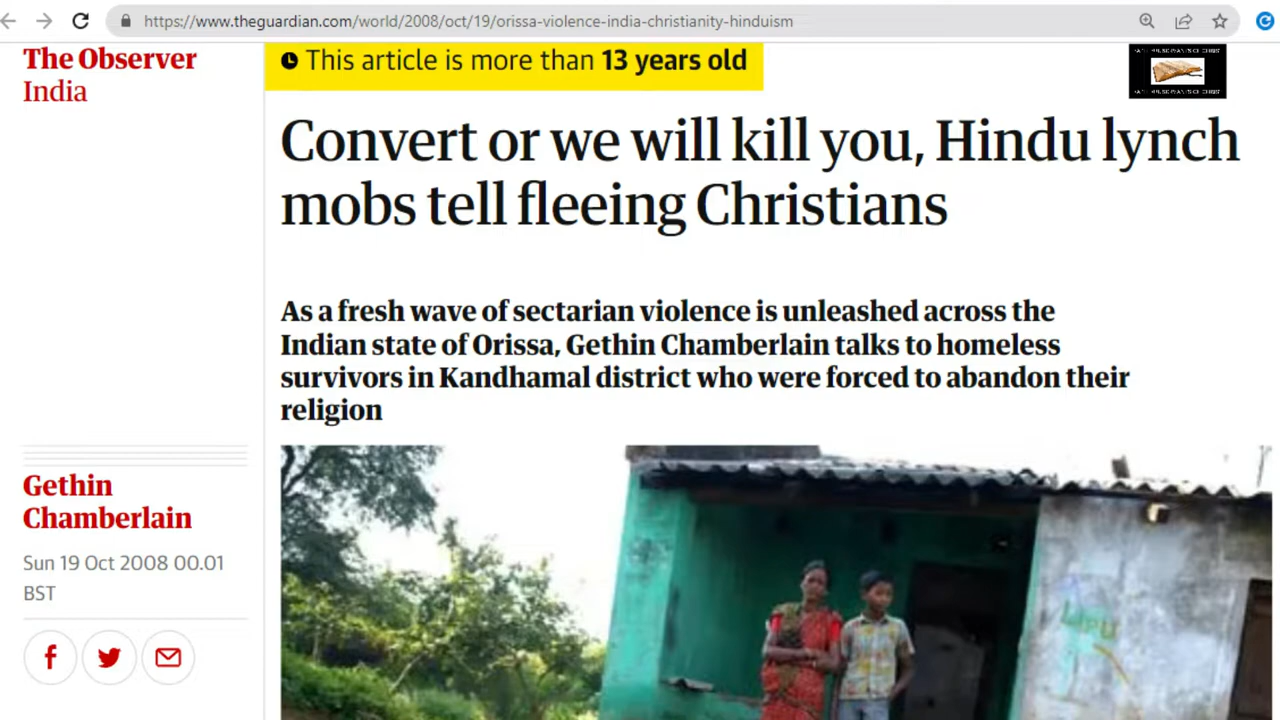 https://www.theguardian.com/world/2008/oct/19/orissa-violence-india-christianity-hinduism
The Observer
India
This article is more than 13 years old
Convert or we will kill you, Hindu lynch
mobs tell fleeing Christians
As a fresh wave of sectarian violence is unleashed across the
Indian state of Orissa, Gethin Chamberlain talks to homeless
survivors in Kandhamal district who were forced to abandon their
religion
Gethin
Chamberlain
Sun 19 Oct 2008 00.01
BST